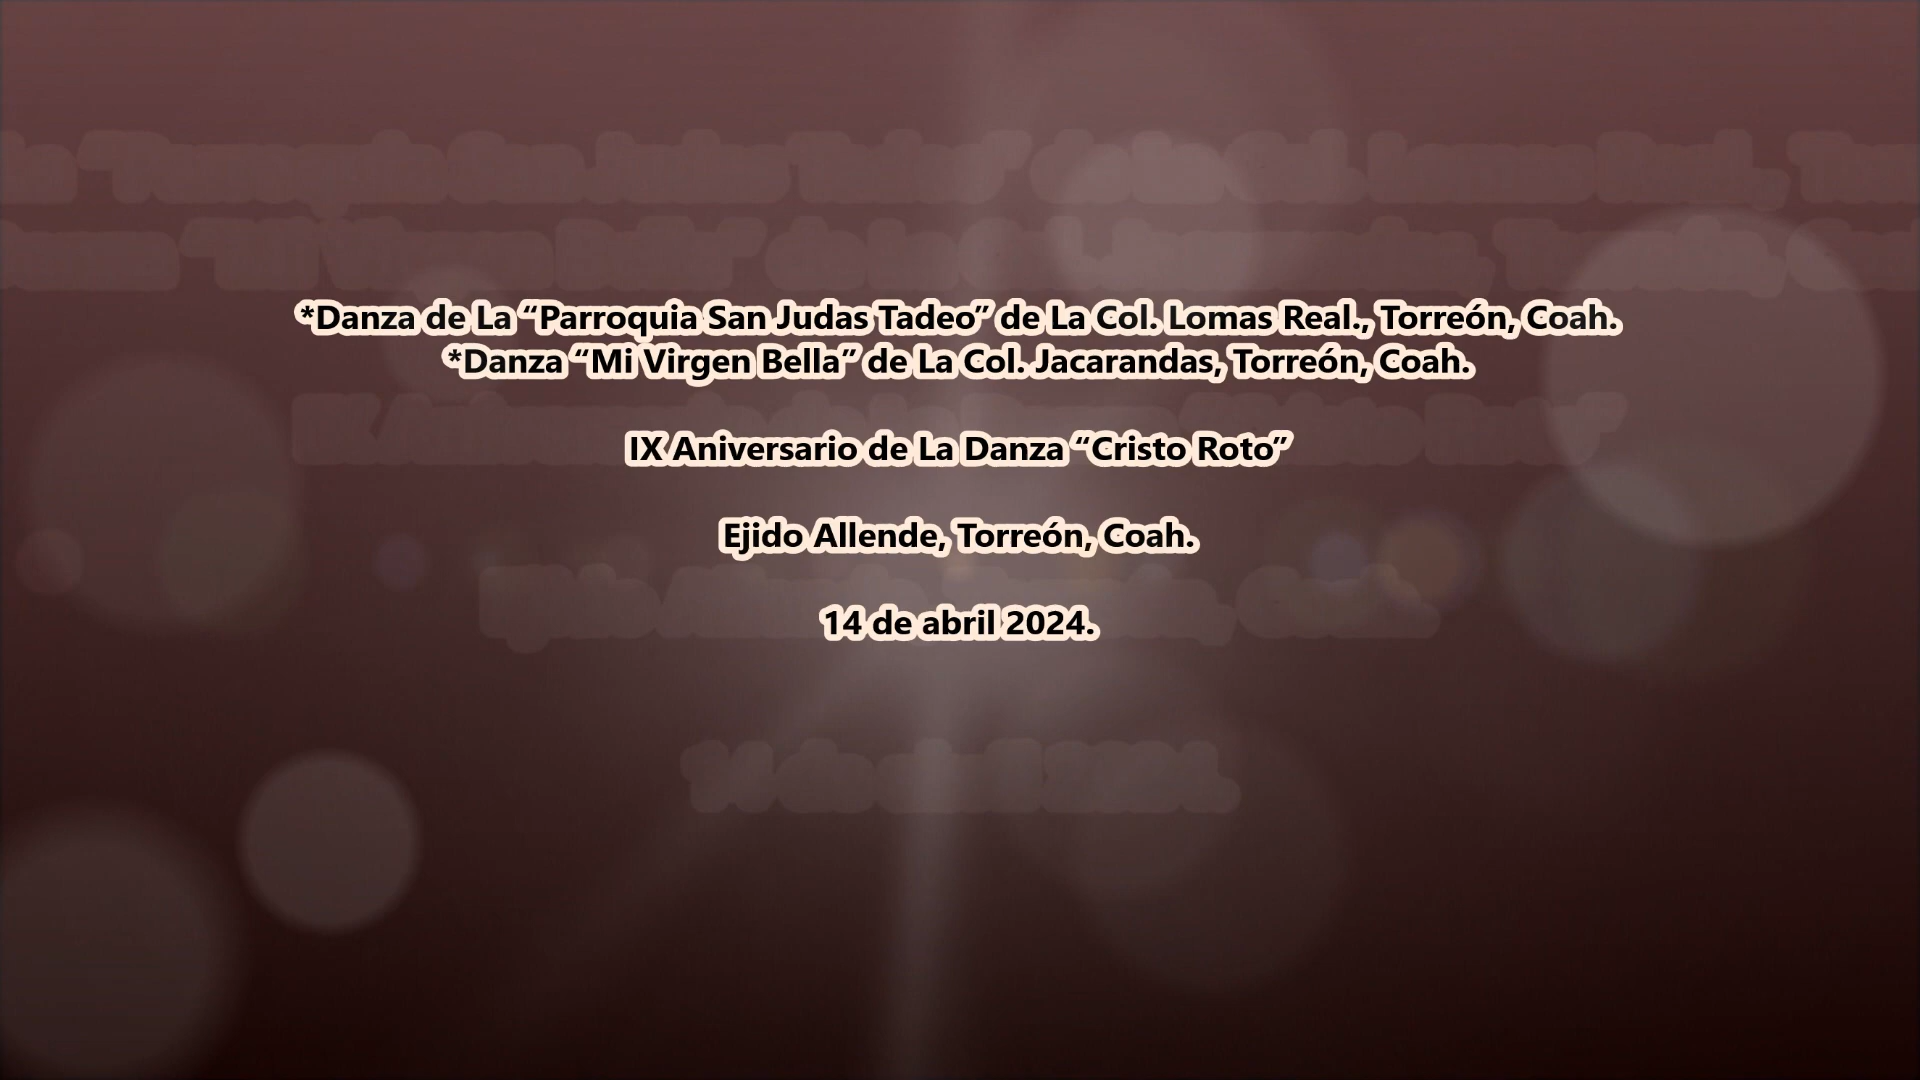 *Danza de La “Parroquia San Judas Tadeo” de La Col. Lomas Real., Torreón, Coah.
*Danza “Mi Virgen Bella” de La Col. Jacarandas, Torreón, Coah.
IX Aniversario de La Danza “Cristo Roto”
Ejido Allende, Torreón, Coah.
14 de abril 2024.